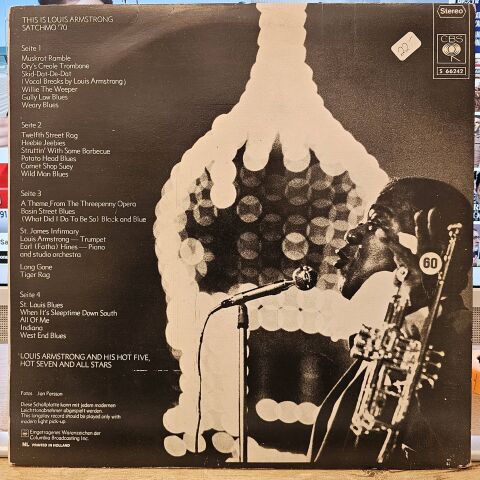 THIS IS LOUIS ARMSTRONG
SATCHMO '70
Seite 1
Muskrat Ramble
Ory's Creole Trombone
Skid-Dat-De-Dat
(Vocal Breaks by Louis Armstrong)
Willie The Weeper
Gully Low Blues
Weary Blues
Seite 2
Twelfth Street Rag
Heebie Jeebies
Struttin' With Some Barbecue
Potato Head Blues
Cornet Shop Suey
Wild Man Blues
Seite 3
A Theme From The Threepenny Opera
Basin Street Blues
(What Did I Do To Be So) Black and Blue
St. James Infirmary
Louis Armstrong — Trumpet
Earl (Fatha) Hines — Piano
and studio orchestra
Long Gone
Tiger Rag
Seite 4
St. Louis Blues
When It's Sleeptime Down South
All Of Me
Indiana
West End Blues
LOUIS ARMSTRONG AND HIS HOT FIVE,
HOT SEVEN AND ALL STARS
Fotos: Jan Persson
Diese Schallplatte kann mit jedem modernen
Leichttonabnehmer abgespielt werden.
This longplay record should be played only with
modern light pick-up.
Eingetragenes Warenzeichen der
Columbia Broadcasting Inc.
NL PRINTED IN HOLLAND
Stereo
CBS
S 66242
60